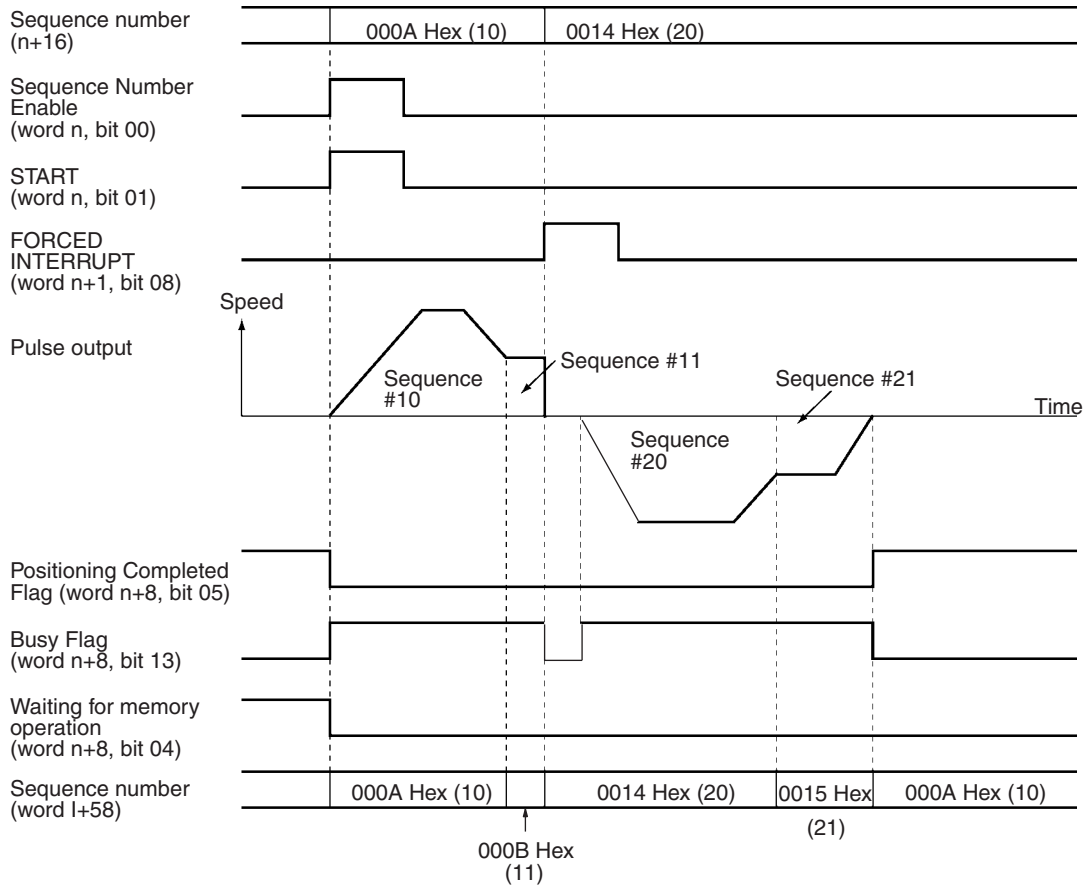 Sequence number
(n+16)
000A Hex (10)
0014 Hex (20)
Sequence Number
Enable
(word n, bit 00)
START
(word n, bit 01)
FORCED
INTERRUPT
(word n+1, bit 08)
Speed
Pulse output
Sequence
#10
Sequence #11
Sequence #21
Time
Sequence
#20
Positioning Completed
Flag (word n+8, bit 05)
Busy Flag
(word n+8, bit 13)
Waiting for memory
operation
(word n+8, bit 04)
Sequence number
(word I+58)
000A Hex (10)
0014 Hex (20)
0015 Hex
(21)
000A Hex (10)
000B Hex
(11)